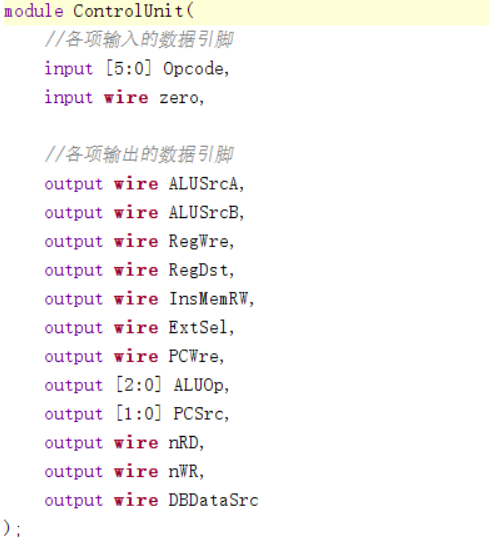 module ControlUnit(
//各项输入的数据引脚
input [5:0] Opcode,
input wire zero,
//各项输出的数据引脚
output wire ALUSrcA,
output wire ALUSrcB,
output wire RegWre,
output wire RegDst,
output wire InsMemRW,
output wire ExtSel,
output wire PCWre,
output [2:0] ALUOp,
output [1:0] PCSrc,
output wire nRD,
output wire nWR,
output wire DBDataSrc
);